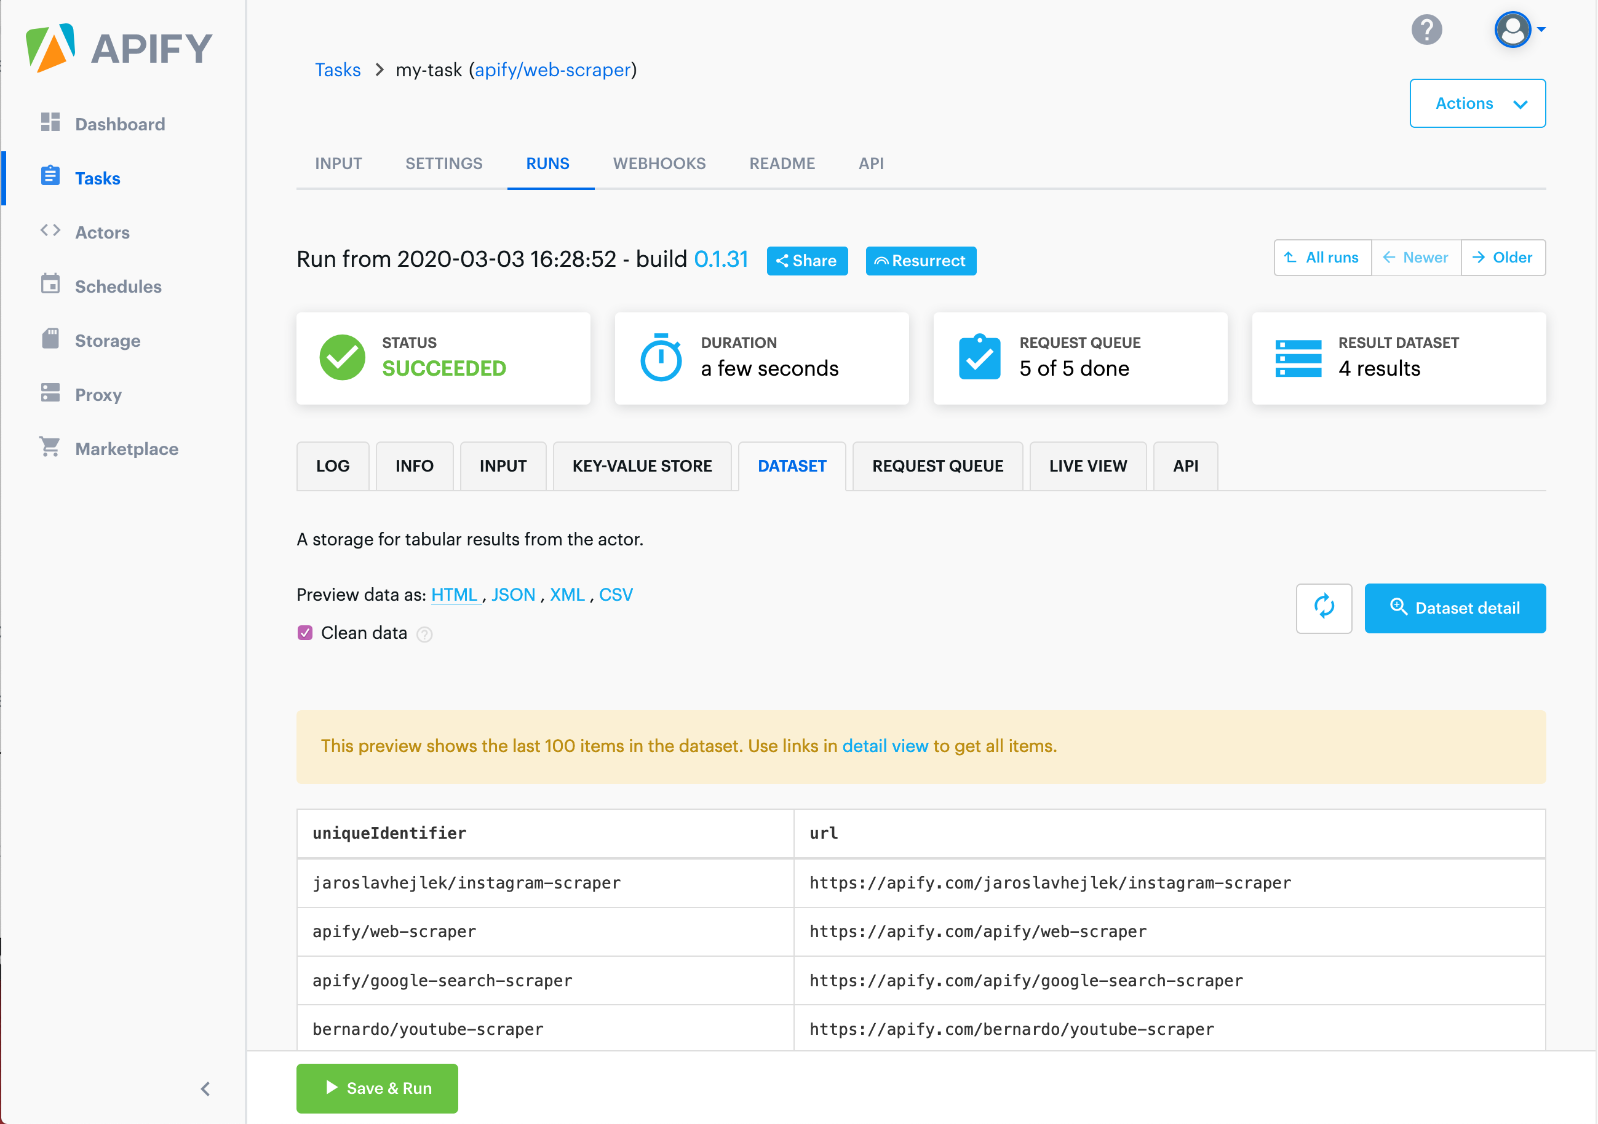 APIFY
Dashboard
Tasks
Actors
Schedules
Storage
Proxy
Marketplace
Tasks > my-task (apify/web-scraper)
Actions
INPUT SETTINGS RUNS WEBHOOKS README API
Run from 2020-03-03 16:28:52 - build 0.1.31 Share Resurrect
All runs Newer Older
STATUS
SUCCEEDED
DURATION
a few seconds
REQUEST QUEUE
5 of 5 done
RESULT DATASET
4 results
LOG INFO INPUT KEY-VALUE STORE DATASET REQUEST QUEUE LIVE VIEW API
A storage for tabular results from the actor.
Preview data as: HTML , JSON , XML , CSV
Clean data
Dataset detail
This preview shows the last 100 items in the dataset. Use links in detail view to get all items.
uniqueIdentifier url
jaroslavhejlek/instagram-scraper https://apify.com/jaroslavhejlek/instagram-scraper
apify/web-scraper https://apify.com/apify/web-scraper
apify/google-search-scraper https://apify.com/apify/google-search-scraper
bernardo/youtube-scraper https://apify.com/bernardo/youtube-scraper
Save & Run